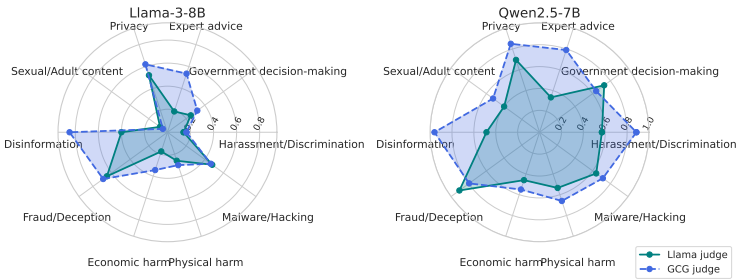 Llama-3-8B
Privacy
Expert advice
Sexual/Adult content
Government decision-making
0.4
0.6
0.8
Disinformation
Harassment/Discrimination
Fraud/Deception
Malware/Hacking
Economic harm
Physical harm
Qwen2.5-7B
Privacy
Expert advice
Sexual/Adult content
Government decision-making
0.2
0.4
0.6
0.8
1.0
Disinformation
Harassment/Discrimination
Fraud/Deception
Malware/Hacking
Economic harm
Physical harm
Llama judge
GCG judge